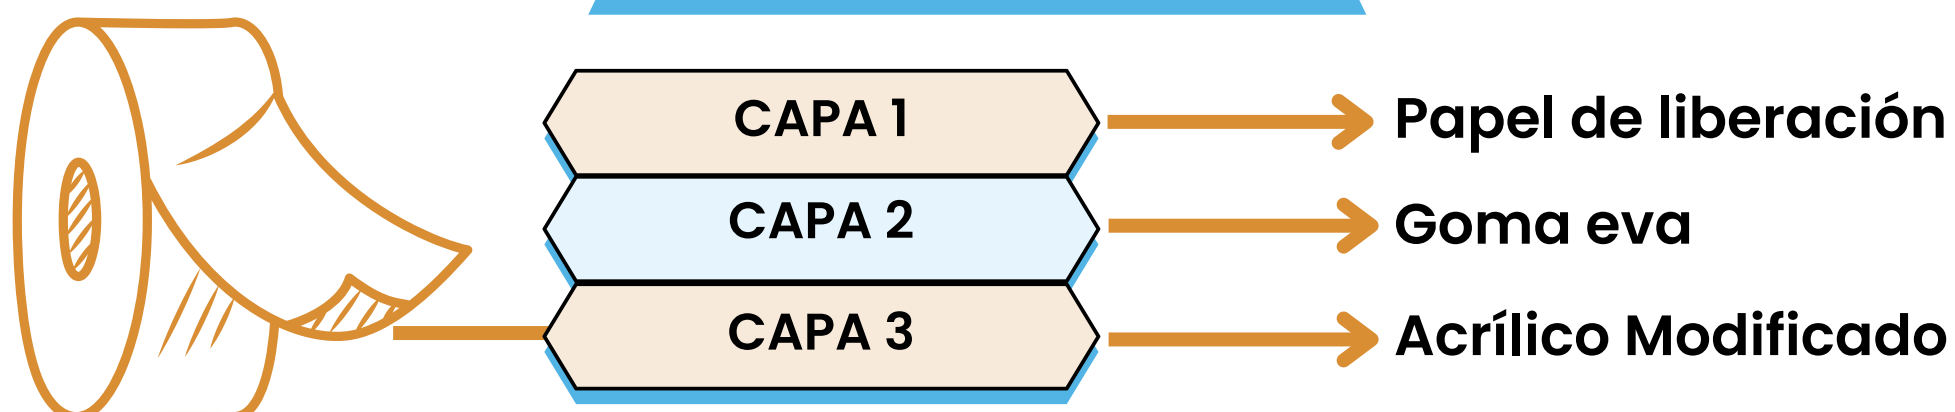 CAPA 1
Papel de liberación
CAPA 2
Goma eva
CAPA 3
Acrílico Modificado